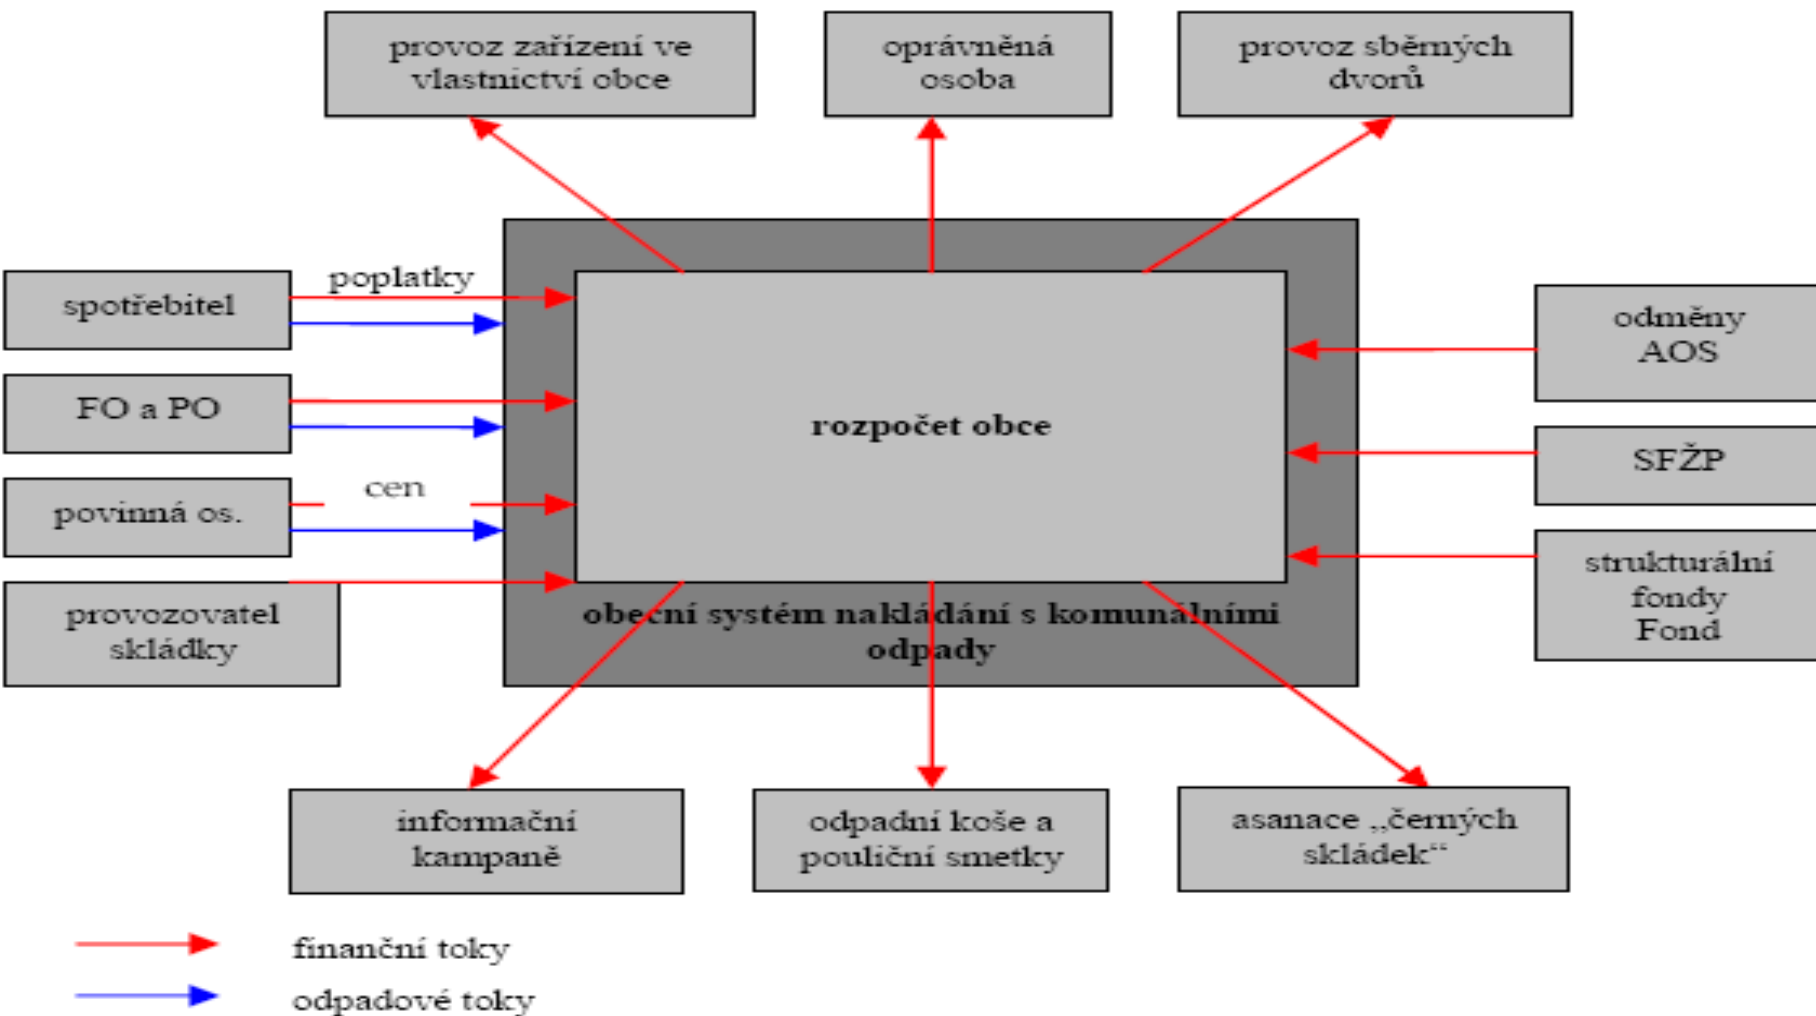 provoz zařízení ve
vlastnictví obce
oprávněná
osoba
provoz sběrných
dvorů
spotřebitel
poplatky
FO a PO
povinná os.
cen
provozovatel
skládky
rozpočet obce
obecní systém nakládání s komunálními
odpady
odměny
AOS
SFŽP
strukturální
fondy
Fond
informační
kampaně
odpadní koše a
pouliční smetky
asanace „černých
skládek“
finanční toky
odpadové toky